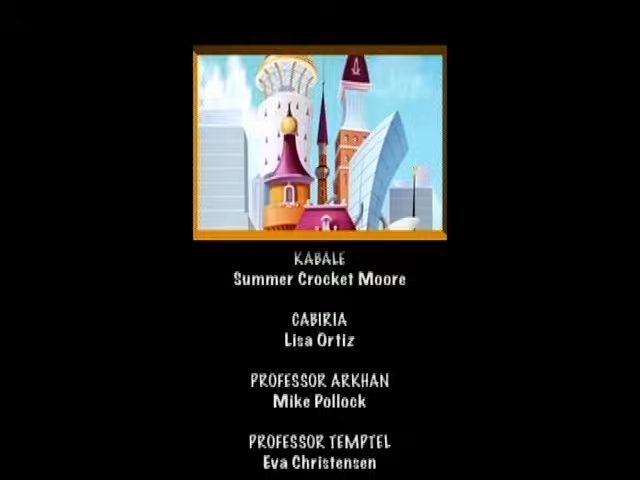 KABALE
Summer Crocket Moore
CABIRIA
Lisa Ortiz
PROFESSOR ARKHAN
Mike Pollock
PROFESSOR TEMPTEL
Eva Christensen